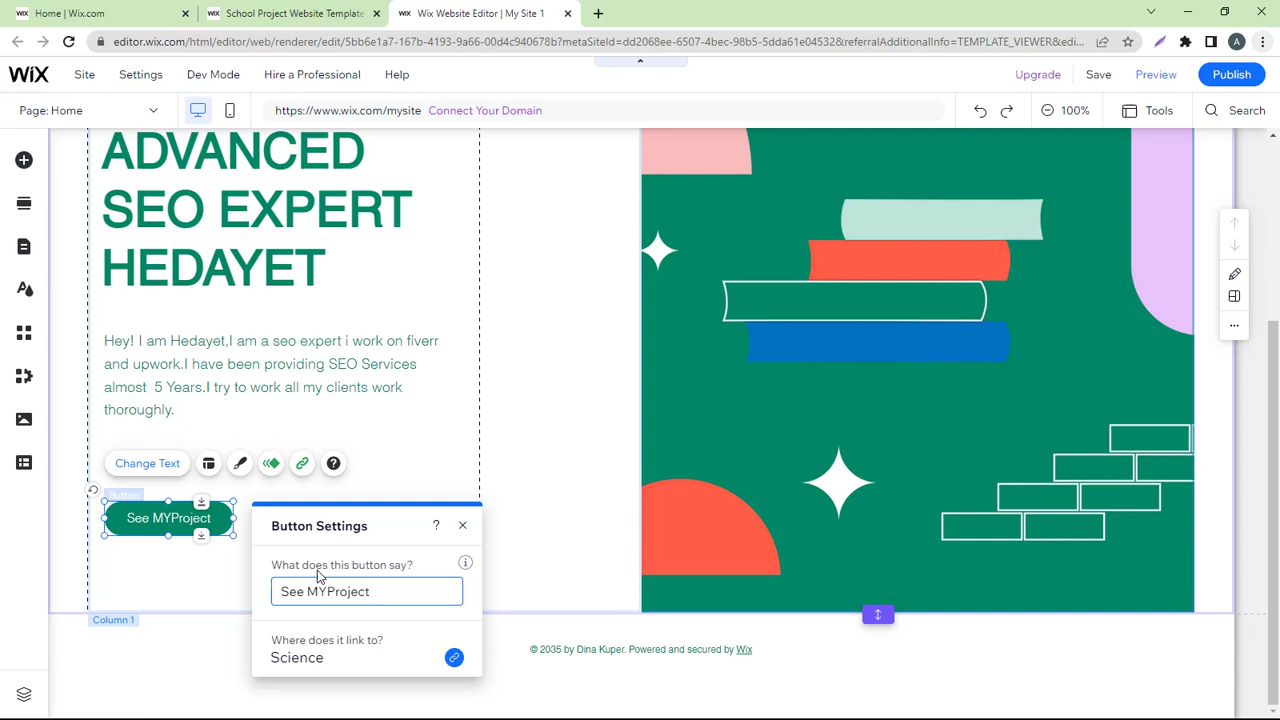 Home | Wix.com
School Project Website Template
Wix Website Editor | My Site 1
editor.wix.com/html/editor/web/renderer/edit/5bb6e1a7-167b-4193-9a66-00d4c940678b?metaSiteId=dd2068ee-6507-4bec-98b5-5dda61e04532&referralAdditionalInfo=TEMPLATE_VIEWER&edi...
A
WIX Site Settings Dev Mode Hire a Professional Help Upgrade Save Preview Publish
Page: Home https://www.wix.com/mysite Connect Your Domain 100% Tools Search
ADVANCED
SEO EXPERT
HEDAYET
Hey! I am Hedayet,I am a seo expert i work on fiverr
and upwork.I have been providing SEO Services
almost 5 Years.I try to work all my clients work
thoroughly.
Change Text
Button
See MYProject
Button Settings ?
What does this button say?
See MYProject
Where does it link to?
Science
Column 1
© 2035 by Dina Kuper. Powered and secured by Wix